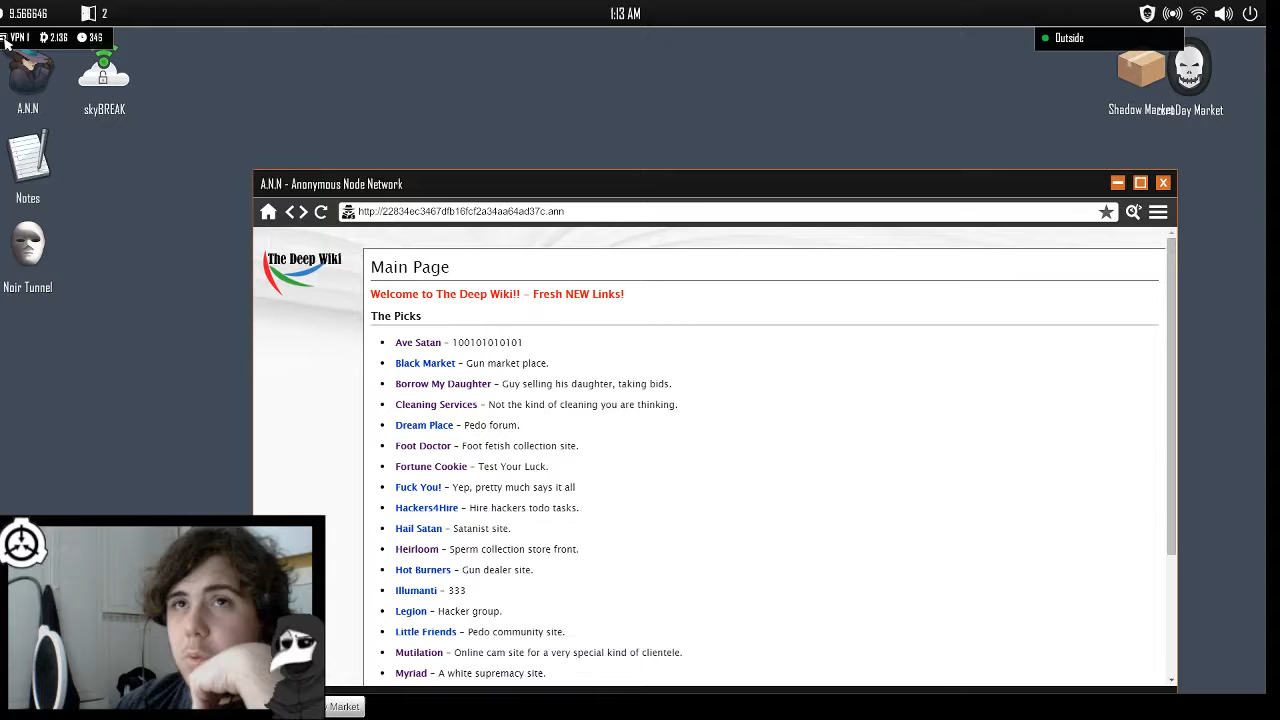 9.566646
2
1:13 AM
VPN 1
2.136
346
Outside
A.N.N
skyBREAK
Shadow Market
Day Market
Notes
Noir Tunnel
A.N.N - Anonymous Node Network
http://22834ec3467dfb16fcf2a34aa64ad37c.ann
The Deep Wiki
Main Page
Welcome to The Deep Wiki!! - Fresh NEW Links!
The Picks
Ave Satan - 100101010101
Black Market - Gun market place.
Borrow My Daughter - Guy selling his daughter, taking bids.
Cleaning Services - Not the kind of cleaning you are thinking.
Dream Place - Pedo forum.
Foot Doctor - Foot fetish collection site.
Fortune Cookie - Test Your Luck.
Fuck You! - Yep, pretty much says it all
Hackers4Hire - Hire hackers todo tasks.
Hail Satan - Satanist site.
Heirloom - Sperm collection store front.
Hot Burners - Gun dealer site.
Illumanti - 333
Legion - Hacker group.
Little Friends - Pedo community site.
Mutilation - Online cam site for a very special kind of clientele.
Myriad - A white supremacy site.
Market